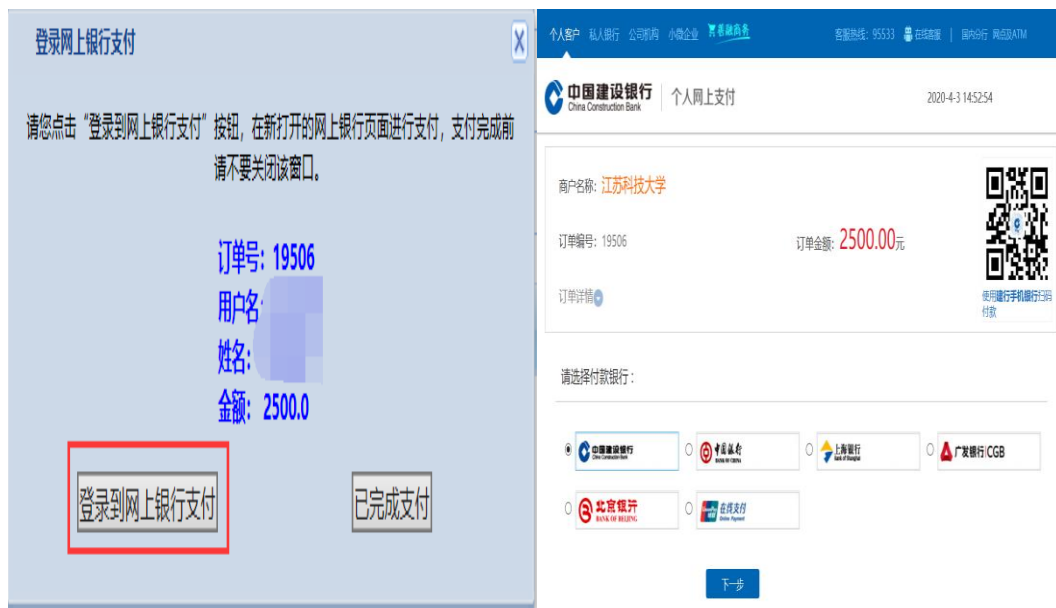 登录网上银行支付
请您点击“登录到网上银行支付”按钮，在新打开的网上银行页面进行支付，支付完成前
请不要关闭该窗口。
订单号：19506
用户名:
姓名:
金额：2500.0
登录到网上银行支付
已完成支付
个人客户 私人银行 公司机构 小微企业 善融商务
客服热线：95533 在线客服 | 国内分行 网点及ATM
中国建设银行
China Construction Bank
个人网上支付
2020-4-3 14:52:54
商户名称：江苏科技大学
订单编号：19506
订单金额：2500.00元
订单详情
使用建行手机银行扫码
付款
请选择付款银行：
中国建设银行
China Construction Bank
中国银行
BANK OF CHINA
上海银行
Bank of Shanghai
广发银行|CGB
北京银行
BANK OF BEIJING
在线支付
Online Payment
下一步